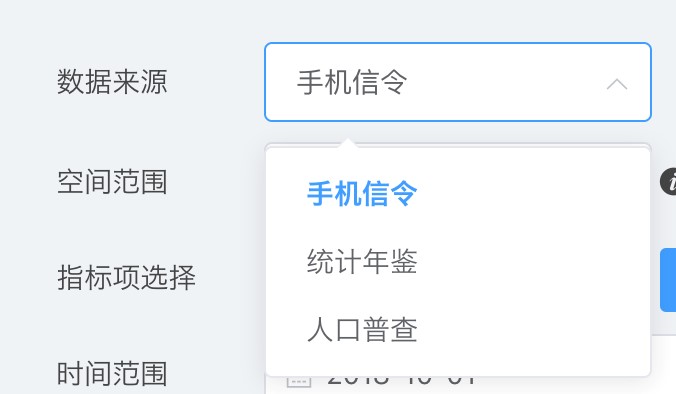 数据来源
手机信令
空间范围
手机信令
指标项选择
统计年鉴
人口普查
时间范围